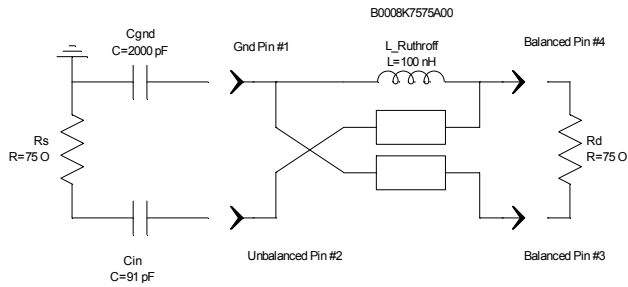 B0008K7575A00
Cgnd
C=2000 pF
Gnd Pin #1
L_Ruthroff
L=100 nH
Balanced Pin #4
Rs
R=75 O
Rd
R=75 O
Cin
C=91 pF
Unbalanced Pin #2
Balanced Pin #3